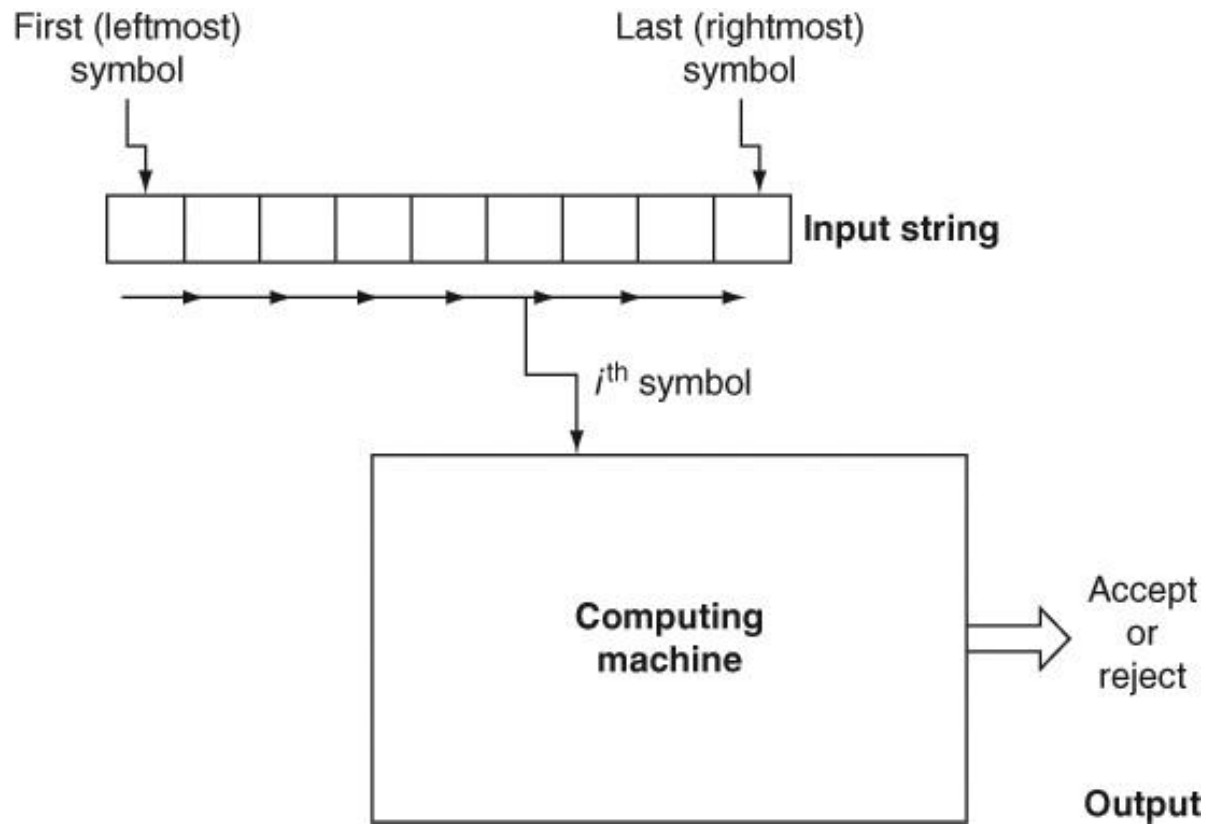 First (leftmost)
symbol
Last (rightmost)
symbol
Input string
iᵗʰ symbol
Computing
machine
Accept
or
reject
Output